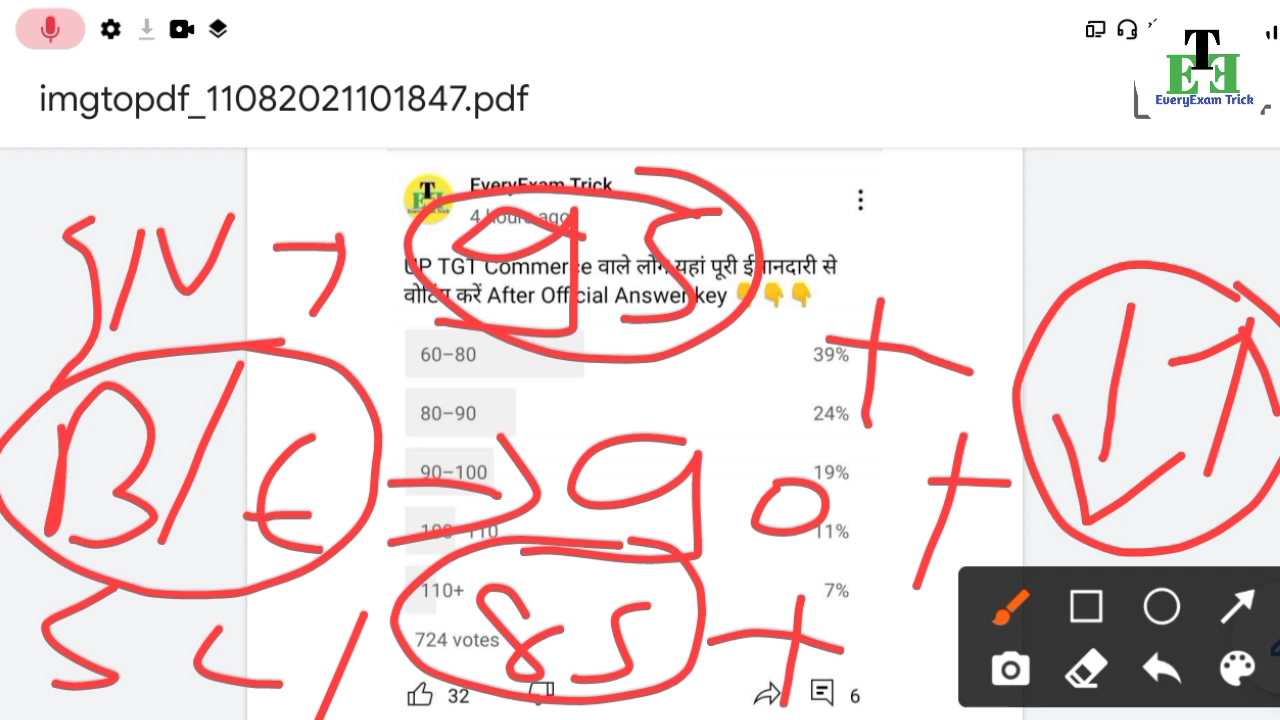 T
EE
EveryExam Trick
imgtopdf_11082021101847.pdf
EveryExam Trick
4 hours ago
UP TGT Commerce वाले लोग यहां पूरी ईमानदारी से
वोटिंग करें After Official Answer key 👇👇👇
60–80 39%
80–90 24%
90–100 19%
100–110 11%
110+ 7%
724 votes
32 6
95 +
B/E => 90 +
SC/ 85 +